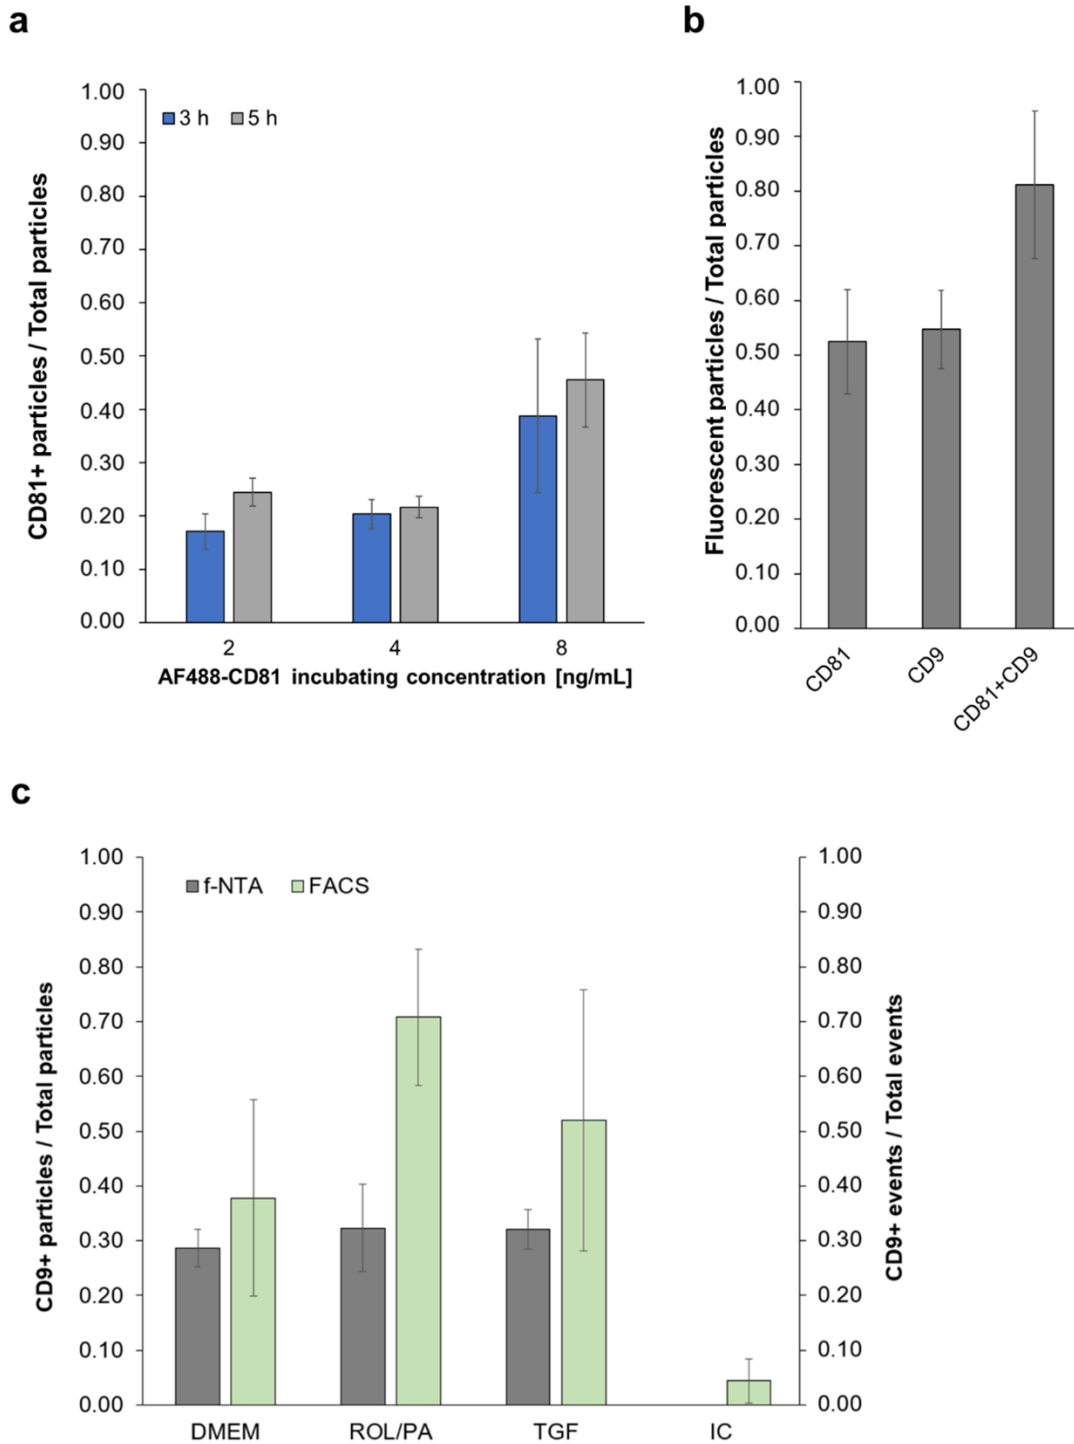 a
CD81+ particles / Total particles
1.00
0.90
0.80
0.70
0.60
0.50
0.40
0.30
0.20
0.10
0.00
3 h
5 h
2
4
8
AF488-CD81 incubating concentration [ng/mL]
b
Fluorescent particles / Total particles
1.00
0.90
0.80
0.70
0.60
0.50
0.40
0.30
0.20
0.10
0.00
CD81
CD9
CD81+CD9
c
CD9+ particles / Total particles
1.00
0.90
0.80
0.70
0.60
0.50
0.40
0.30
0.20
0.10
0.00
f-NTA
FACS
DMEM
ROL/PA
TGF
IC
1.00
0.90
0.80
0.70
0.60
0.50
0.40
0.30
0.20
0.10
0.00
CD9+ events / Total events